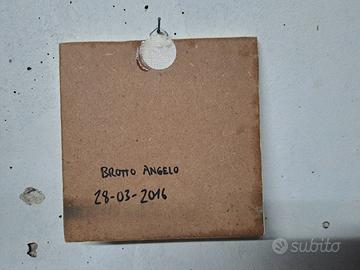 BROTTO ANGELO
28-03-2016
subito